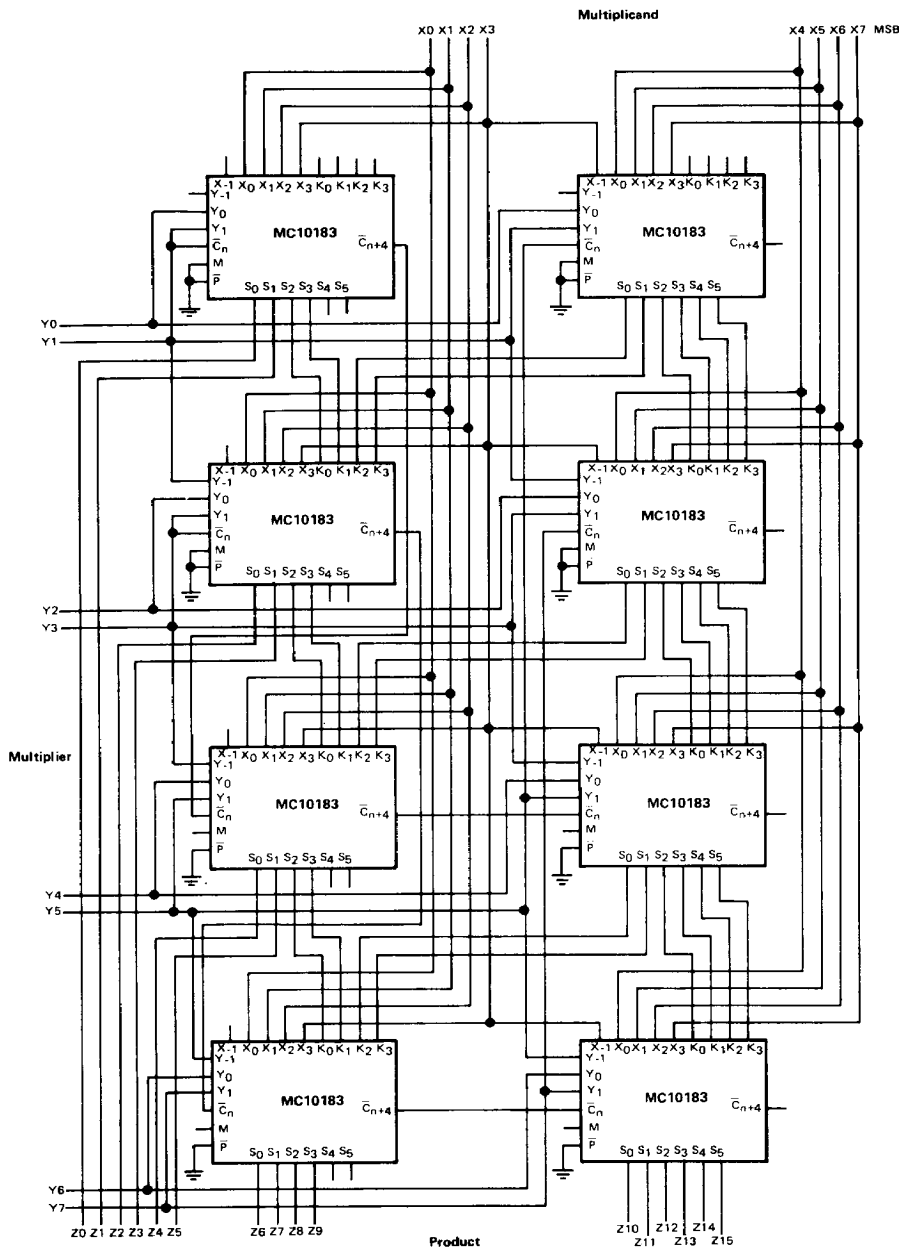 Multiplicand
X0 X1 X2 X3 X4 X5 X6 X7 MSB
X-1 X0 X1 X2 X3 K0 K1 K2 K3
Y-1
Y0
Y1
C̅n
M
P̅
MC10183
C̅n+4
S0 S1 S2 S3 S4 S5
X-1 X0 X1 X2 X3 K0 K1 K2 K3
Y-1
Y0
Y1
C̅n
M
P̅
MC10183
C̅n+4
S0 S1 S2 S3 S4 S5
Y0
Y1
X-1 X0 X1 X2 X3 K0 K1 K2 K3
Y-1
Y0
Y1
C̅n
M
P̅
MC10183
C̅n+4
S0 S1 S2 S3 S4 S5
X-1 X0 X1 X2 X3 K0 K1 K2 K3
Y-1
Y0
Y1
C̅n
M
P̅
MC10183
C̅n+4
S0 S1 S2 S3 S4 S5
Y2
Y3
Multiplier
X-1 X0 X1 X2 X3 K0 K1 K2 K3
Y-1
Y0
Y1
C̅n
M
P̅
MC10183
C̅n+4
S0 S1 S2 S3 S4 S5
X-1 X0 X1 X2 X3 K0 K1 K2 K3
Y-1
Y0
Y1
C̅n
M
P̅
MC10183
C̅n+4
S0 S1 S2 S3 S4 S5
Y4
Y5
X-1 X0 X1 X2 X3 K0 K1 K2 K3
Y-1
Y0
Y1
C̅n
M
P̅
MC10183
C̅n+4
S0 S1 S2 S3 S4 S5
X-1 X0 X1 X2 X3 K0 K1 K2 K3
Y-1
Y0
Y1
C̅n
M
P̅
MC10183
C̅n+4
S0 S1 S2 S3 S4 S5
Y6
Y7
Z0 Z1 Z2 Z3 Z4 Z5 Z6 Z7 Z8 Z9 Z10 Z11 Z12 Z13 Z14 Z15
Product